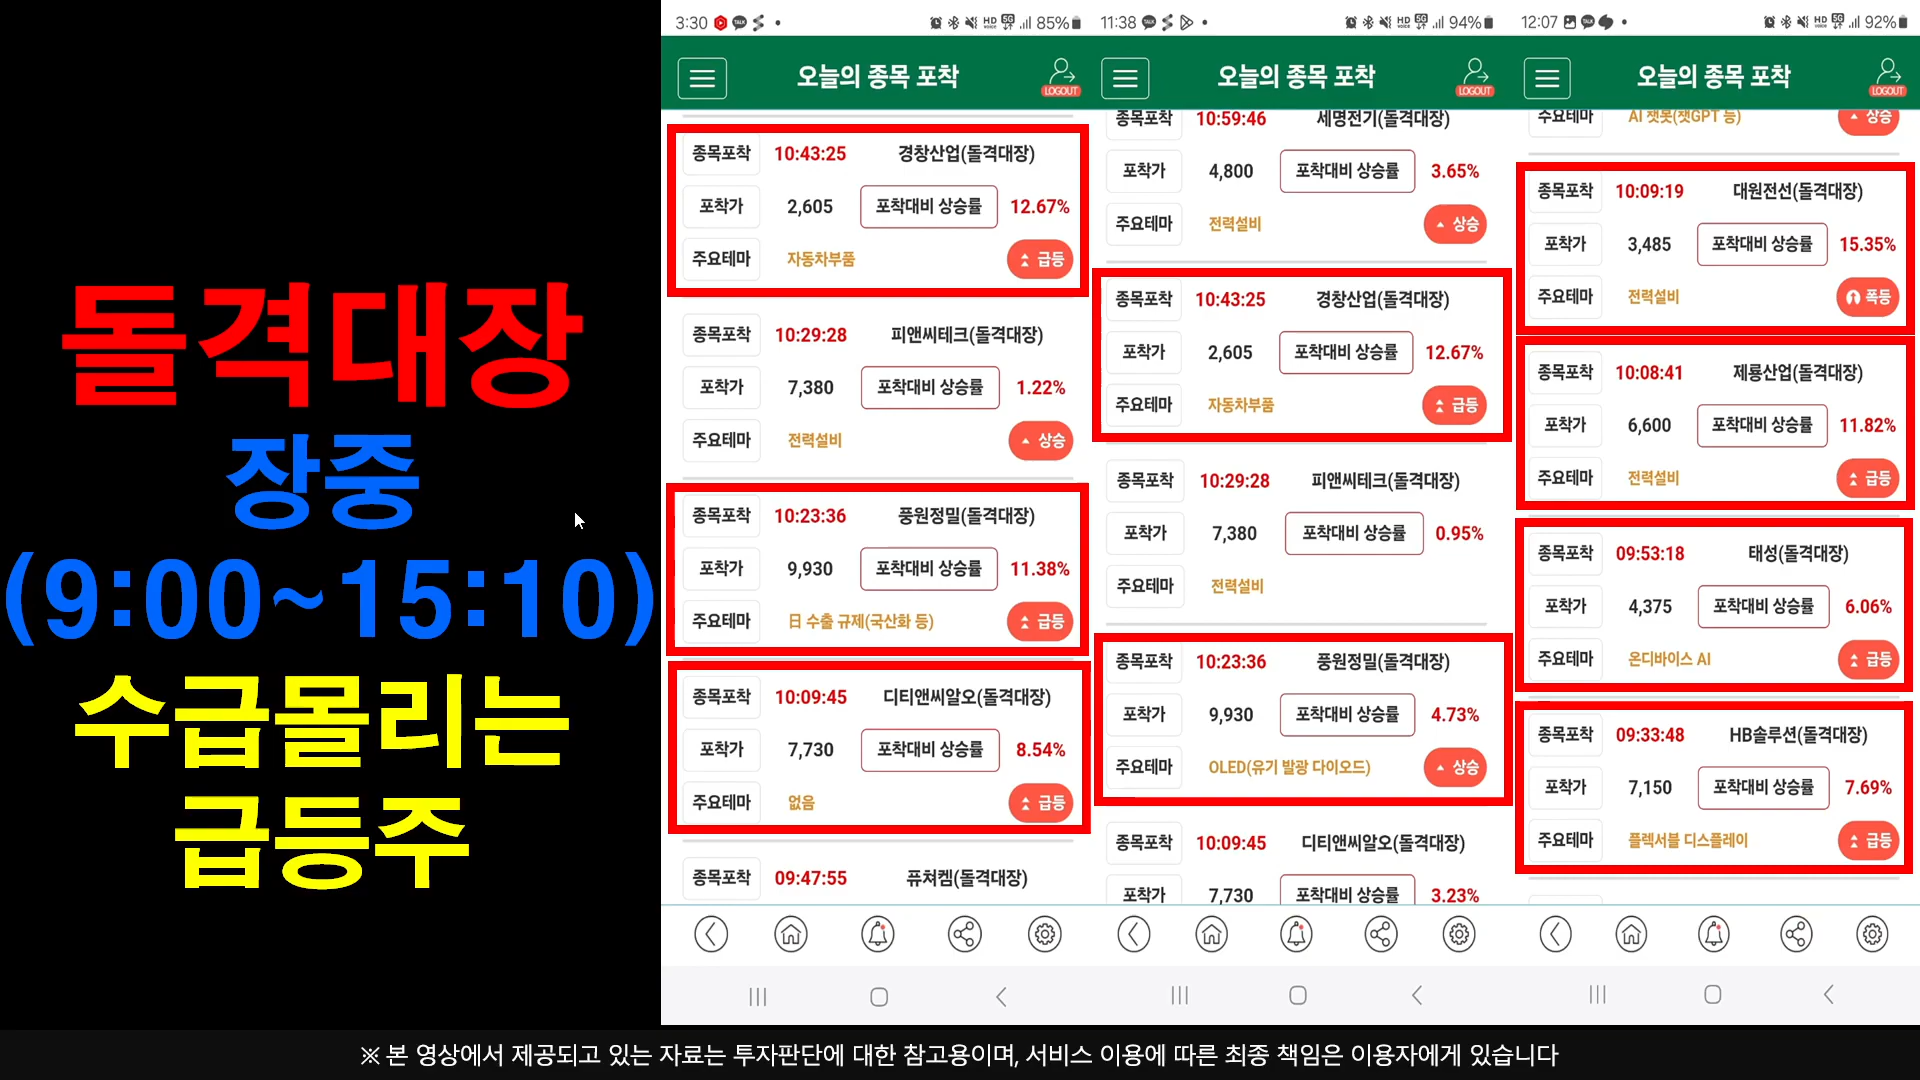 돌격대장
장중
(9:00~15:10)
수급몰리는
급등주
3:30
85%
오늘의 종목 포착
LOGOUT
종목포착 10:43:25 경창산업(돌격대장)
포착가 2,605 포착대비 상승률 12.67%
주요테마 자동차부품 급등
종목포착 10:29:28 피앤씨테크(돌격대장)
포착가 7,380 포착대비 상승률 1.22%
주요테마 전력설비 상승
종목포착 10:23:36 풍원정밀(돌격대장)
포착가 9,930 포착대비 상승률 11.38%
주요테마 日 수출 규제(국산화 등) 급등
종목포착 10:09:45 디티앤씨알오(돌격대장)
포착가 7,730 포착대비 상승률 8.54%
주요테마 없음 급등
종목포착 09:47:55 퓨쳐켐(돌격대장)
11:38
94%
오늘의 종목 포착
LOGOUT
종목포착 10:59:46 세명전기(돌격대장)
포착가 4,800 포착대비 상승률 3.65%
주요테마 전력설비 상승
종목포착 10:43:25 경창산업(돌격대장)
포착가 2,605 포착대비 상승률 12.67%
주요테마 자동차부품 급등
종목포착 10:29:28 피앤씨테크(돌격대장)
포착가 7,380 포착대비 상승률 0.95%
주요테마 전력설비
종목포착 10:23:36 풍원정밀(돌격대장)
포착가 9,930 포착대비 상승률 4.73%
주요테마 OLED(유기 발광 다이오드) 상승
종목포착 10:09:45 디티앤씨알오(돌격대장)
포착가 7,730 포착대비 상승률 3.23%
12:07
92%
오늘의 종목 포착
LOGOUT
주요테마 AI 챗봇(챗GPT 등) 상승
종목포착 10:09:19 대원전선(돌격대장)
포착가 3,485 포착대비 상승률 15.35%
주요테마 전력설비 폭등
종목포착 10:08:41 제룡산업(돌격대장)
포착가 6,600 포착대비 상승률 11.82%
주요테마 전력설비 급등
종목포착 09:53:18 태성(돌격대장)
포착가 4,375 포착대비 상승률 6.06%
주요테마 온디바이스 AI 급등
종목포착 09:33:48 HB솔루션(돌격대장)
포착가 7,150 포착대비 상승률 7.69%
주요테마 플렉서블 디스플레이 급등
※ 본 영상에서 제공되고 있는 자료는 투자판단에 대한 참고용이며, 서비스 이용에 따른 최종 책임은 이용자에게 있습니다